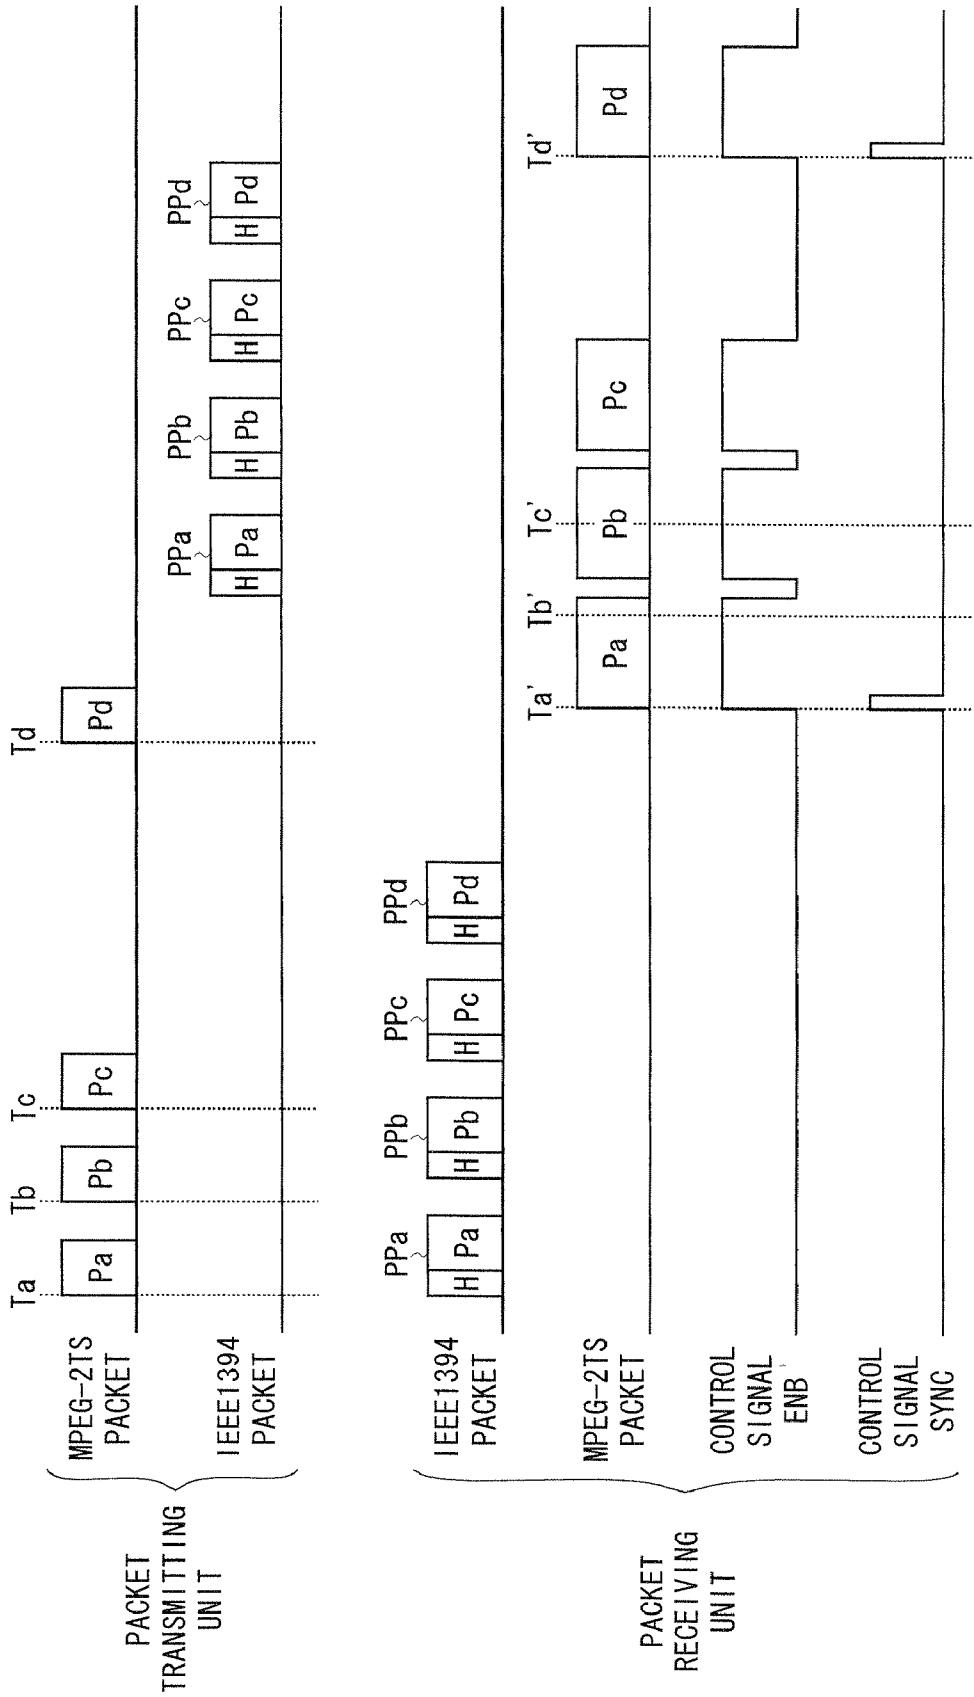 PACKET
TRANSMITTING
UNIT
MPEG-2TS
PACKET
Ta
Tb
Tc
Td
Pa
Pb
Pc
Pd
IEEE1394
PACKET
PPa
PPb
PPc
PPd
H Pa
H Pb
H Pc
H Pd
PACKET
RECEIVING
UNIT
IEEE1394
PACKET
PPa
PPb
PPc
PPd
H Pa
H Pb
H Pc
H Pd
MPEG-2TS
PACKET
Ta'
Tb'
Tc'
Td'
Pa
Pb
Pc
Pd
CONTROL
SIGNAL
ENB
CONTROL
SIGNAL
SYNC